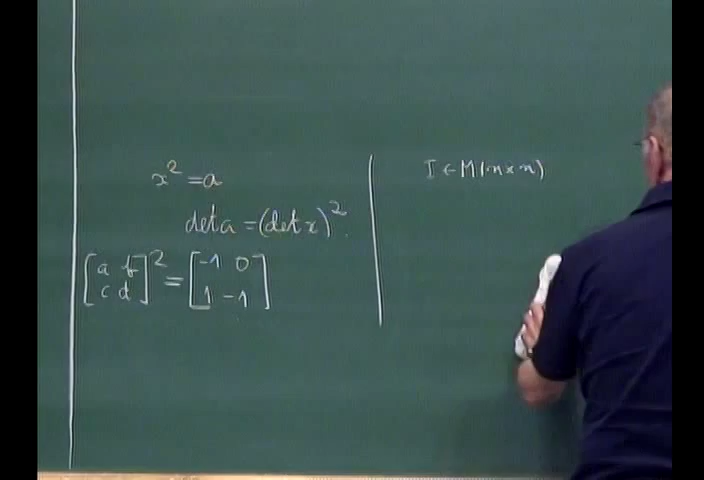 x² = a
det a = (det x)².
[a b; c d]² = [-1 0; 1 -1]
I ∈ M(n×n)